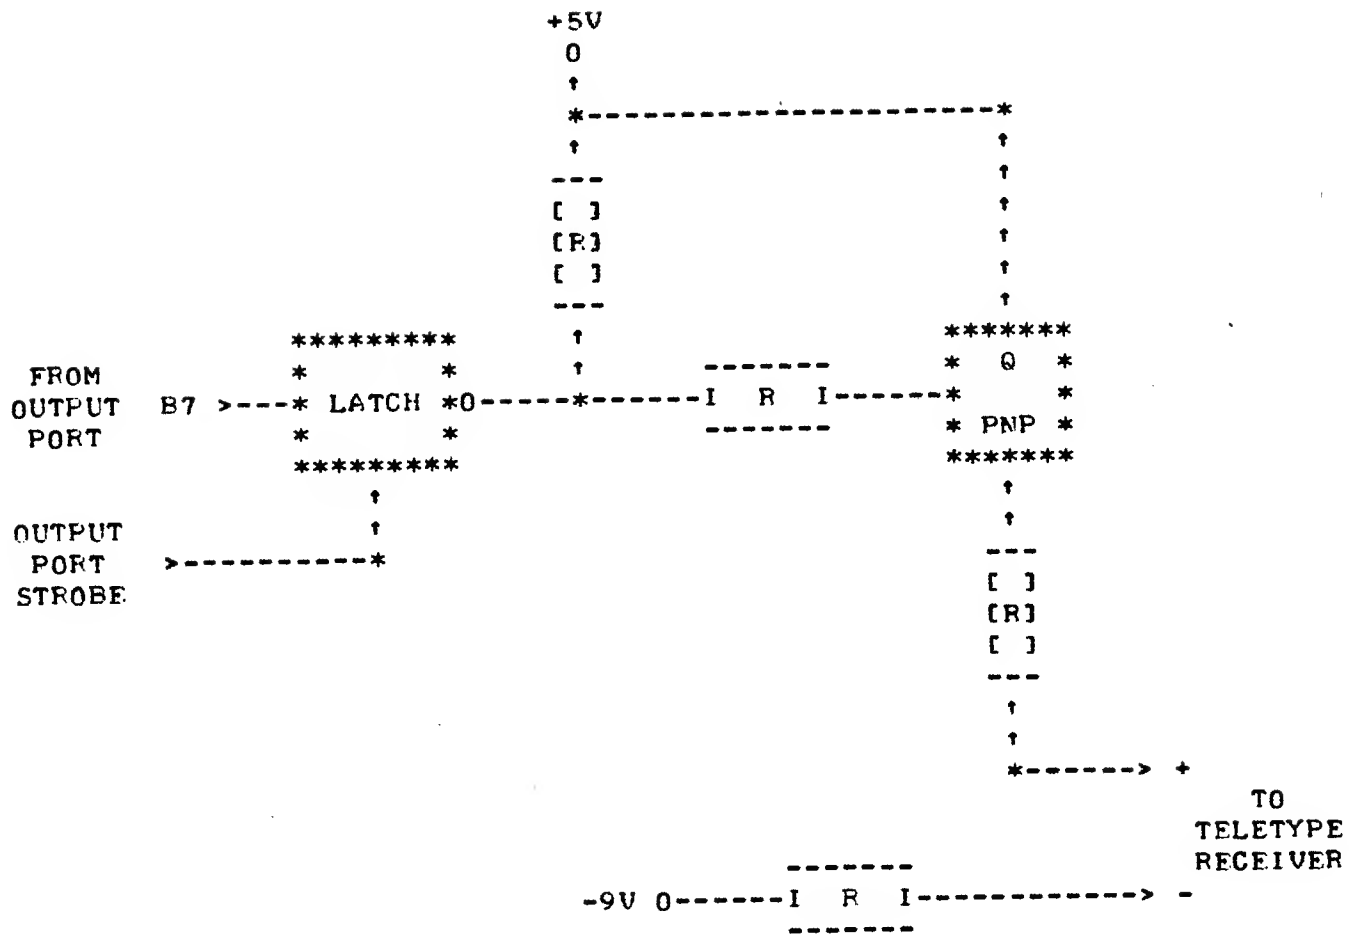 +5V
O
[R]
FROM
OUTPUT
PORT
B7
LATCH
O
I R I
Q
PNP
OUTPUT
PORT
STROBE
[R]
+
TO
TELETYPE
RECEIVER
-9V O
I R I
-